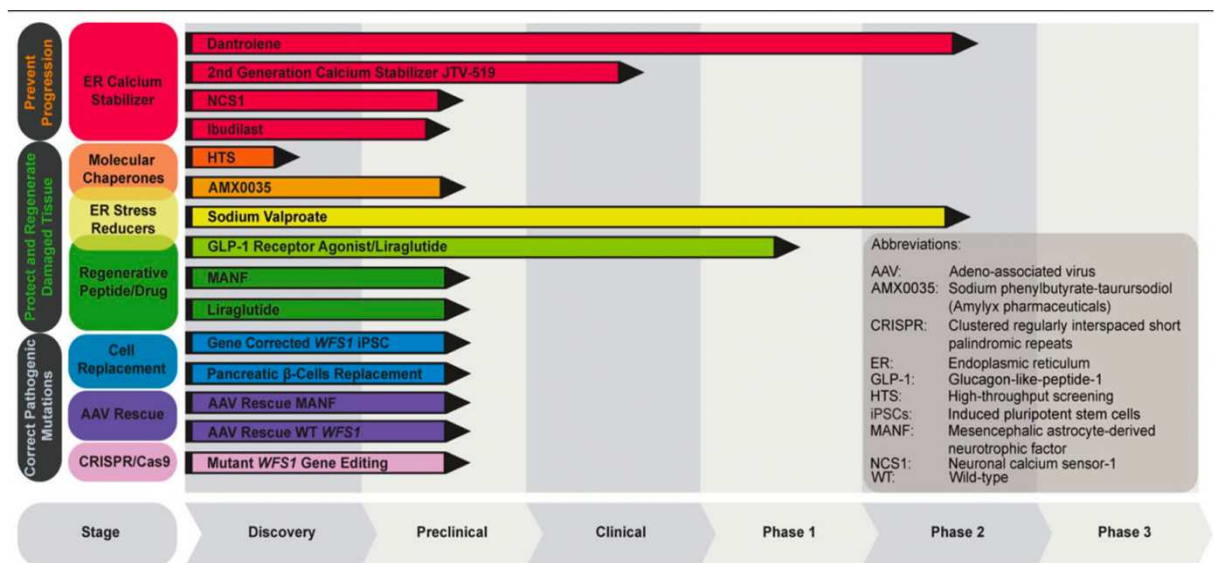 Prevent
Progression
ER Calcium
Stabilizer
Dantrolene
2nd Generation Calcium Stabilizer JTV-519
NCS1
Ibudilast
Protect and Regenerate
Damaged Tissue
Molecular
Chaperones
HTS
AMX0035
ER Stress
Reducers
Sodium Valproate
GLP-1 Receptor Agonist/Liraglutide
Regenerative
Peptide/Drug
MANF
Liraglutide
Correct Pathogenic
Mutations
Cell
Replacement
Gene Corrected WFS1 iPSC
Pancreatic β-Cells Replacement
AAV Rescue
AAV Rescue MANF
AAV Rescue WT WFS1
CRISPR/Cas9
Mutant WFS1 Gene Editing
Abbreviations:
AAV: Adeno-associated virus
AMX0035: Sodium phenylbutyrate-taurursodiol
(Amylyx pharmaceuticals)
CRISPR: Clustered regularly interspaced short
palindromic repeats
ER: Endoplasmic reticulum
GLP-1: Glucagon-like-peptide-1
HTS: High-throughput screening
iPSCs: Induced pluripotent stem cells
MANF: Mesencephalic astrocyte-derived
neurotrophic factor
NCS1: Neuronal calcium sensor-1
WT: Wild-type
Stage
Discovery
Preclinical
Clinical
Phase 1
Phase 2
Phase 3